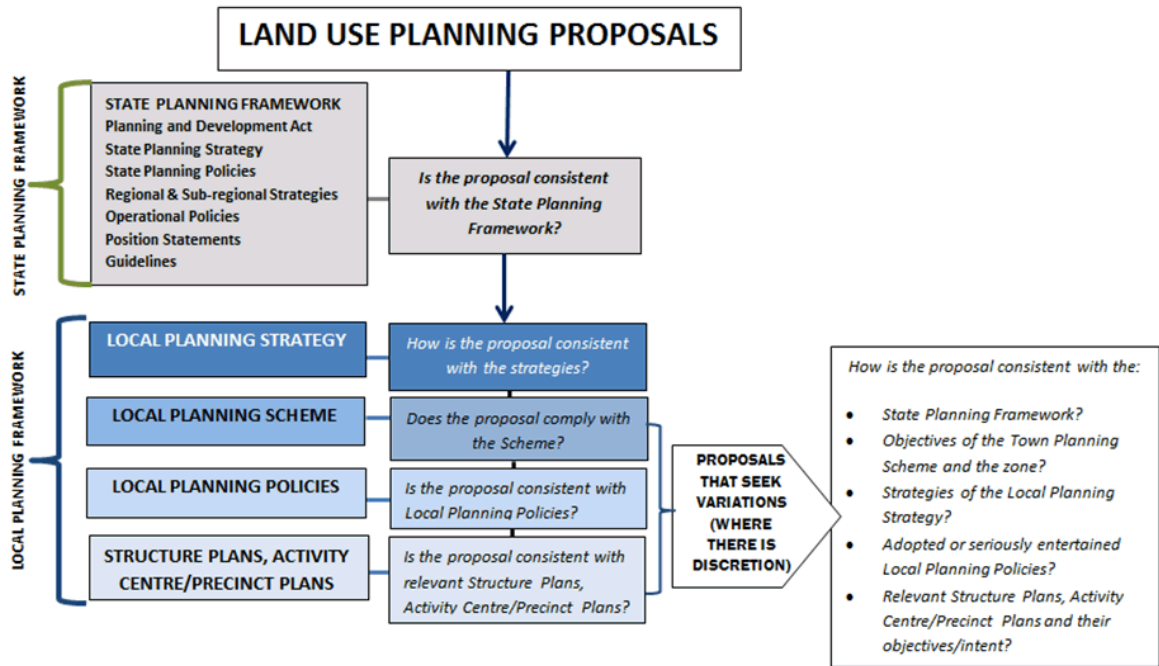 LAND USE PLANNING PROPOSALS
STATE PLANNING FRAMEWORK
STATE PLANNING FRAMEWORK
Planning and Development Act
State Planning Strategy
State Planning Policies
Regional & Sub-regional Strategies
Operational Policies
Position Statements
Guidelines
Is the proposal consistent
with the State Planning
Framework?
LOCAL PLANNING FRAMEWORK
LOCAL PLANNING STRATEGY
How is the proposal consistent
with the strategies?
LOCAL PLANNING SCHEME
Does the proposal comply with
the Scheme?
LOCAL PLANNING POLICIES
Is the proposal consistent with
Local Planning Policies?
STRUCTURE PLANS, ACTIVITY
CENTRE/PRECINCT PLANS
Is the proposal consistent with
relevant Structure Plans,
Activity Centre/Precinct Plans?
PROPOSALS
THAT SEEK
VARIATIONS
(WHERE
THERE IS
DISCRETION)
How is the proposal consistent with the:
• State Planning Framework?
• Objectives of the Town Planning
Scheme and the zone?
• Strategies of the Local Planning
Strategy?
• Adopted or seriously entertained
Local Planning Policies?
• Relevant Structure Plans, Activity
Centre/Precinct Plans and their
objectives/intent?